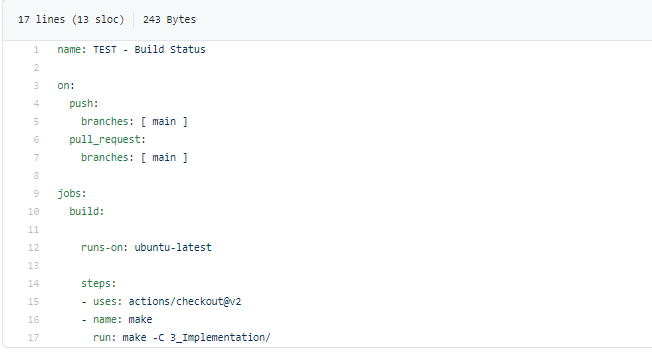 17 lines (13 sloc) 243 Bytes
1 name: TEST - Build Status
2
3 on:
4   push:
5     branches: [ main ]
6   pull_request:
7     branches: [ main ]
8
9 jobs:
10   build:
11
12     runs-on: ubuntu-latest
13
14     steps:
15     - uses: actions/checkout@v2
16     - name: make
17       run: make -C 3_Implementation/